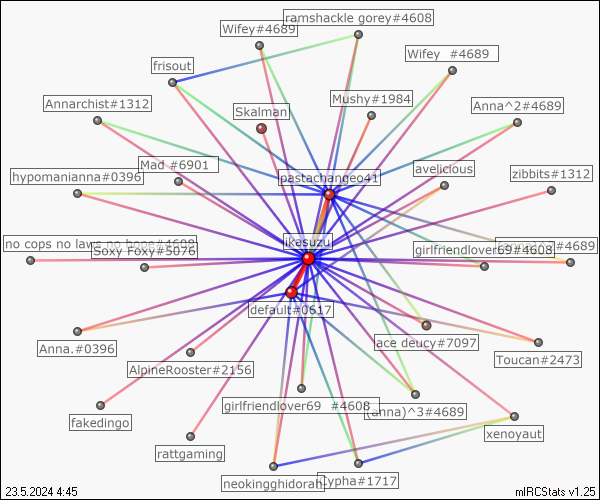 ramshackle gorey#4608
Wifey#4689
Wifey #4689
frisout
Annarchist#1312
Skalman
Mushy#1984
Anna^2#4689
Mad #6901
hypomanianna#0396
pastachangeo41
avelicious
zibbits#1312
no cops no laws no hope#4689
Soxy Foxy#5076
ikasuzu
girlfriendlover69#4608
#4689
default#0617
Anna.#0396
ace deucy#7097
Toucan#2473
AlpineRooster#2156
girlfriendlover69 #4608
anna)^3#4689
fakedingo
xenoyaut
rattgaming
neokingghidorah
Cypha#1717
23.5.2024 4:45
mIRCStats v1.25